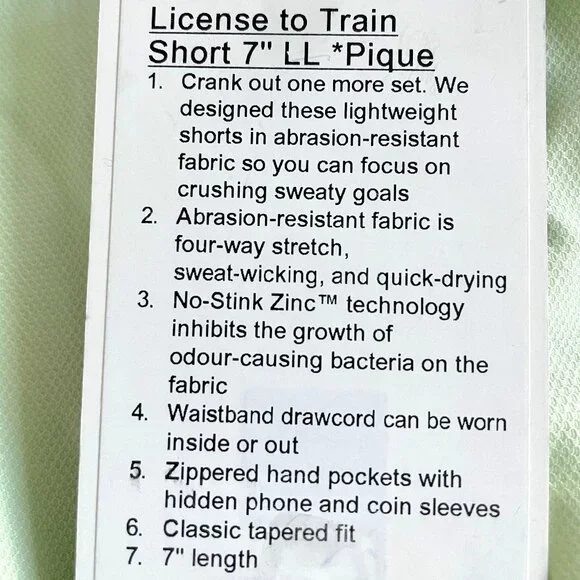 License to Train
Short 7" LL *Pique
1. Crank out one more set. We
designed these lightweight
shorts in abrasion-resistant
fabric so you can focus on
crushing sweaty goals
2. Abrasion-resistant fabric is
four-way stretch,
sweat-wicking, and quick-drying
3. No-Stink Zinc™ technology
inhibits the growth of
odour-causing bacteria on the
fabric
4. Waistband drawcord can be worn
inside or out
5. Zippered hand pockets with
hidden phone and coin sleeves
6. Classic tapered fit
7. 7" length